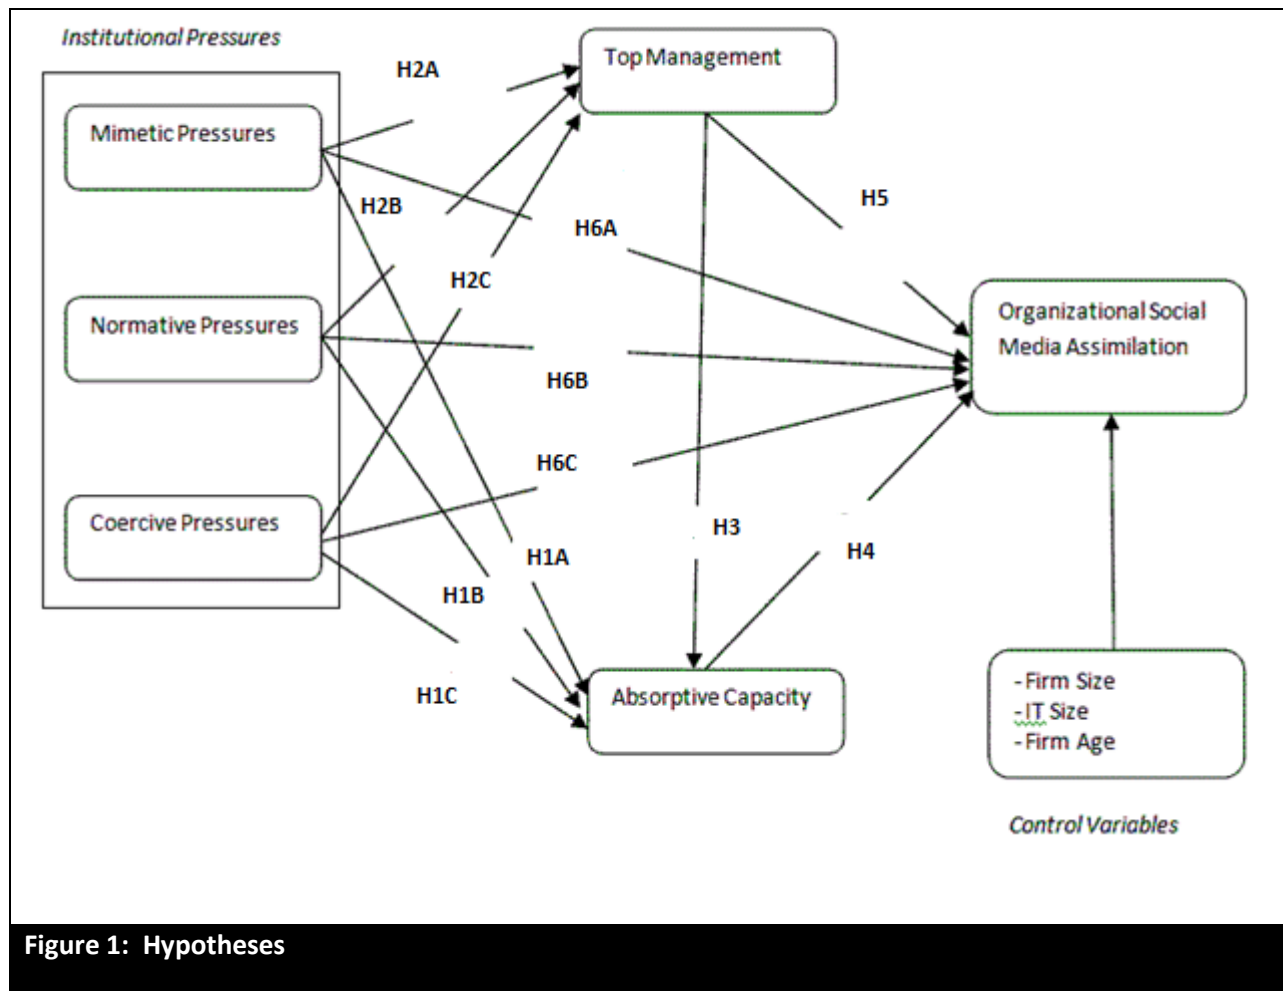 Institutional Pressures
Mimetic Pressures
Normative Pressures
Coercive Pressures
Top Management
H2A
H2B
H2C
H6A
H5
H6B
H6C
H3
H1A
H4
H1B
H1C
Organizational Social
Media Assimilation
Absorptive Capacity
-Firm Size
-IT Size
-Firm Age
Control Variables
Figure 1: Hypotheses